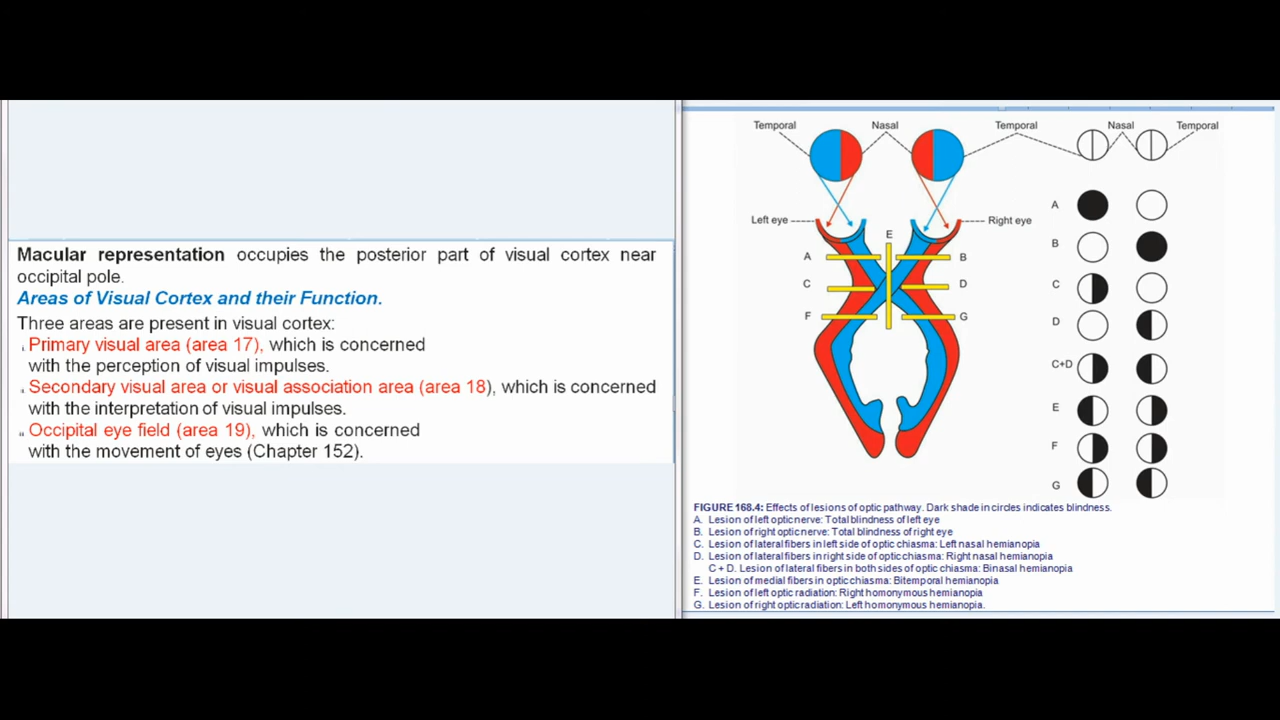 Macular representation occupies the posterior part of visual cortex near
occipital pole.
Areas of Visual Cortex and their Function.
Three areas are present in visual cortex:
Primary visual area (area 17), which is concerned
with the perception of visual impulses.
Secondary visual area or visual association area (area 18), which is concerned
with the interpretation of visual impulses.
Occipital eye field (area 19), which is concerned
with the movement of eyes (Chapter 152).
Temporal Nasal Temporal Nasal Temporal
Left eye Right eye
E
A B
C D
F G
A
B
C
D
C+D
E
F
G
FIGURE 168.4: Effects of lesions of optic pathway. Dark shade in circles indicates blindness.
A. Lesion of left optic nerve: Total blindness of left eye
B. Lesion of right optic nerve: Total blindness of right eye
C. Lesion of lateral fibers in left side of optic chiasma: Left nasal hemianopia
D. Lesion of lateral fibers in right side of optic chiasma: Right nasal hemianopia
C + D. Lesion of lateral fibers in both sides of optic chiasma: Binasal hemianopia
E. Lesion of medial fibers in optic chiasma: Bitemporal hemianopia
F. Lesion of left optic radiation: Right homonymous hemianopia
G. Lesion of right optic radiation: Left homonymous hemianopia.